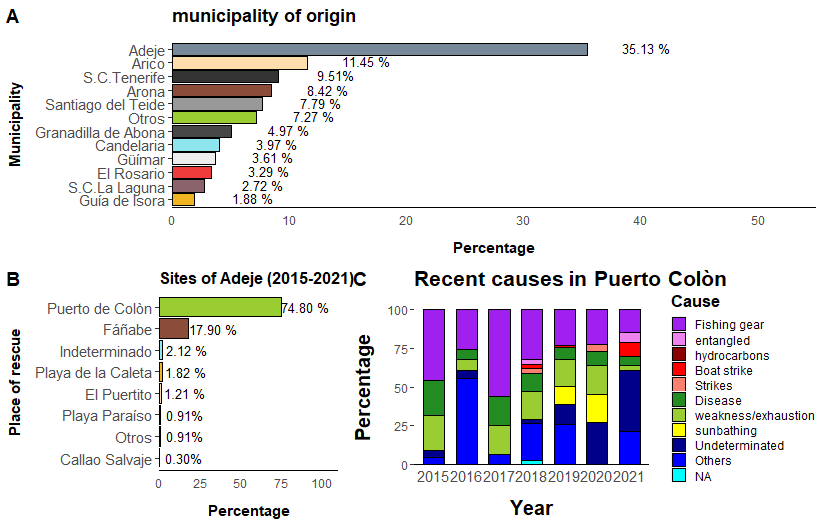 A
municipality of origin
Municipality
Adeje
35.13 %
Arico
11.45 %
S.C.Tenerife
9.51%
Arona
8.42 %
Santiago del Teide
7.79 %
Otros
7.27 %
Granadilla de Abona
4.97 %
Candelaria
3.97 %
Güímar
3.61 %
El Rosario
3.29 %
S.C.La Laguna
2.72 %
Guía de Isora
1.88 %
0 10 20 30 40 50
Percentage
B
Sites of Adeje (2015-2021)
Place of rescue
Puerto de Colòn
74.80 %
Fáñabe
17.90 %
Indeterminado
2.12 %
Playa de la Caleta
1.82 %
El Puertito
1.21 %
Playa Paraíso
0.91%
Otros
0.91%
Callao Salvaje
0.30%
0 25 50 75 100
Percentage
C
Recent causes in Puerto Colòn
Percentage
100
75
50
25
0
2015 2016 2017 2018 2019 2020 2021
Year
Cause
Fishing gear
entangled
hydrocarbons
Boat strike
Strikes
Disease
weakness/exhaustion
sunbathing
Undeterminated
Others
NA